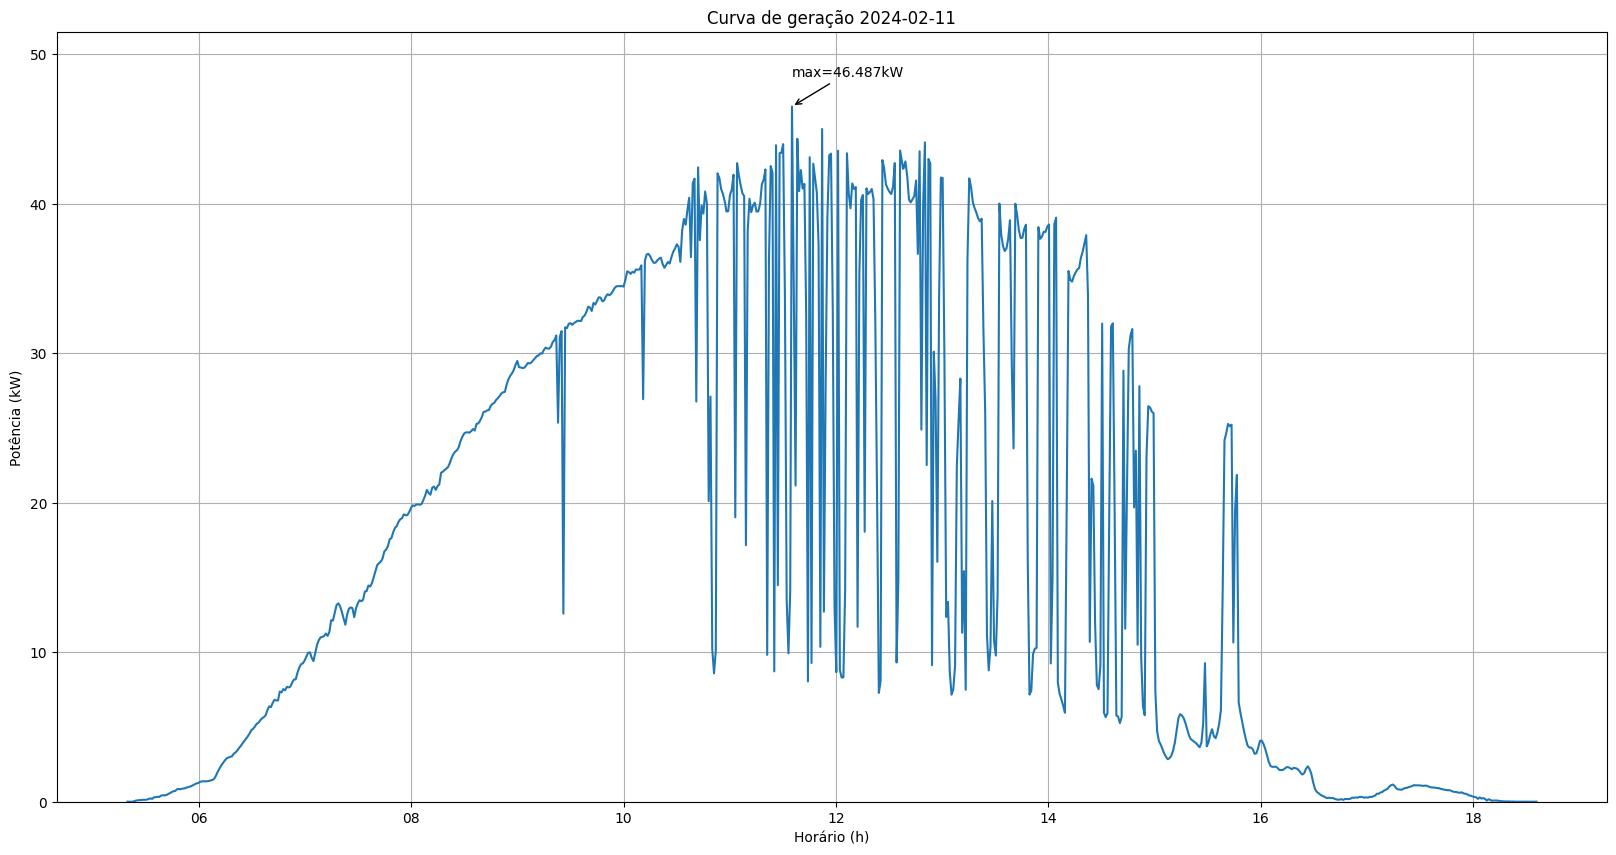 Curva de geração 2024-02-11
max=46.487kW
Potência (kW)
50
40
30
20
10
0
06 08 10 12 14 16 18
Horário (h)